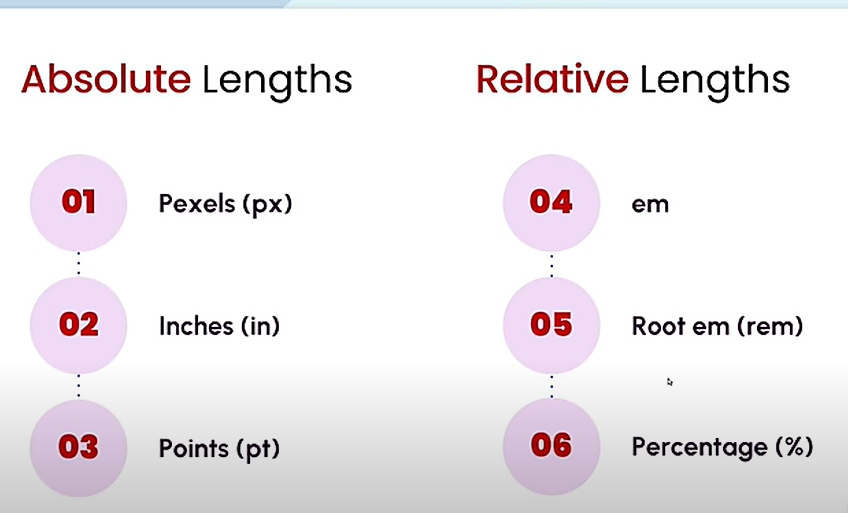 Absolute Lengths
01 Pexels (px)
02 Inches (in)
03 Points (pt)
Relative Lengths
04 em
05 Root em (rem)
06 Percentage (%)